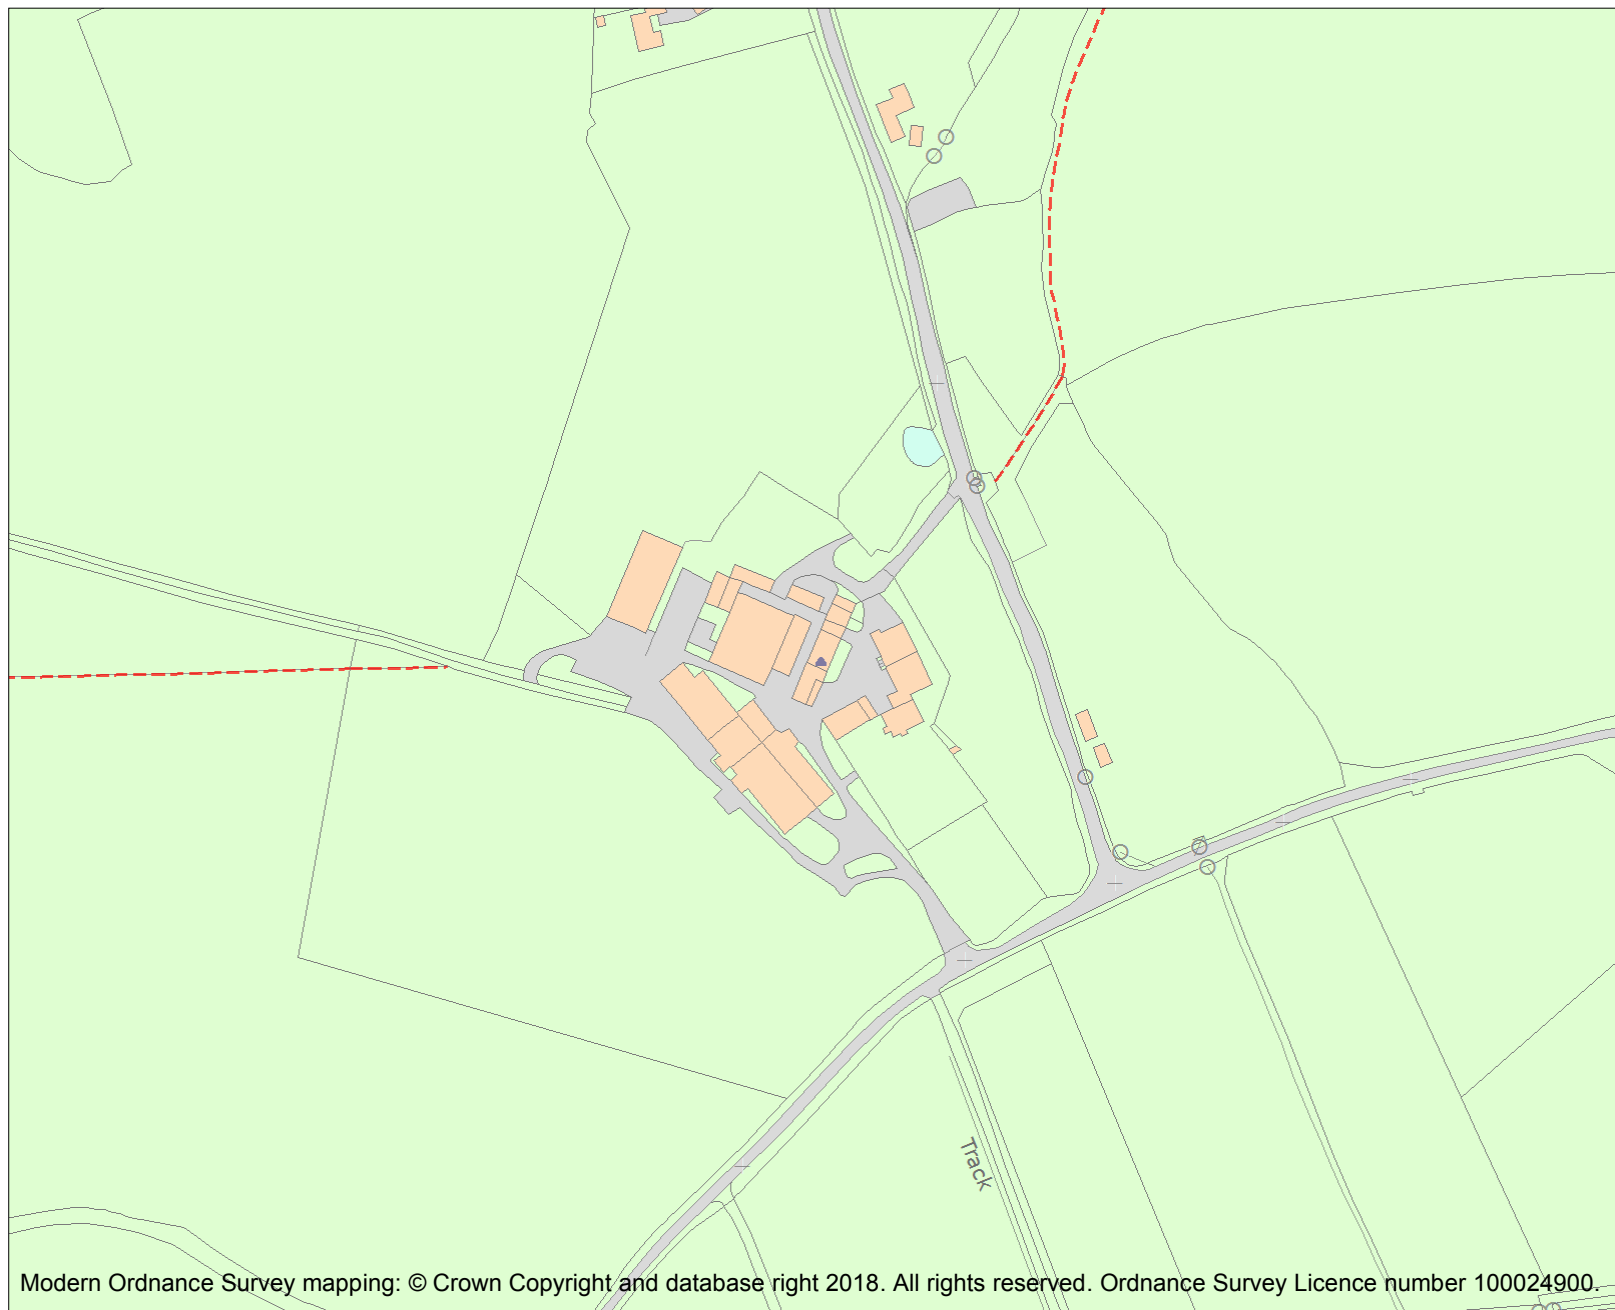 Track
Modern Ordnance Survey mapping: © Crown Copyright and database right 2018. All rights reserved. Ordnance Survey Licence number 100024900.